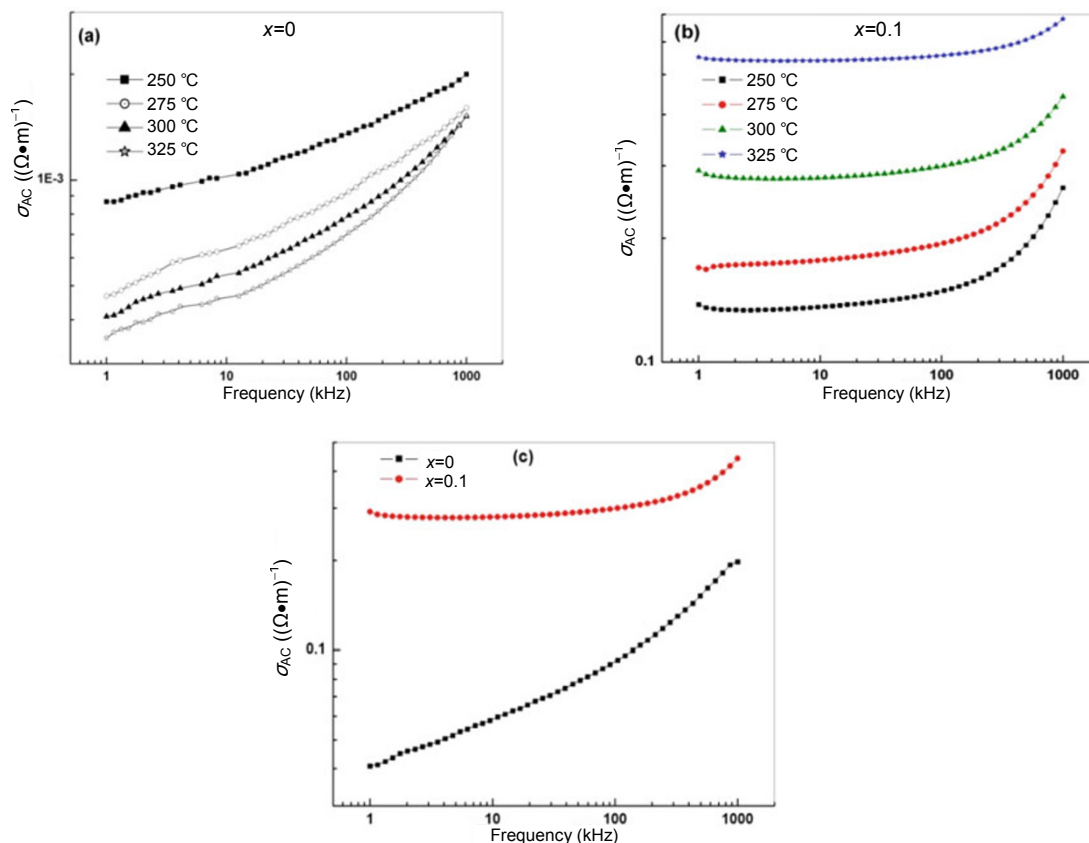 (a)
x=0
250 ℃
275 ℃
300 ℃
325 ℃
1E-3
σAC ((Ω•m)⁻¹)
1 10 100 1000
Frequency (kHz)
(b)
x=0.1
250 ℃
275 ℃
300 ℃
325 ℃
0.1
0.1
σAC ((Ω•m)⁻¹)
1 10 100 1000
Frequency (kHz)
(c)
x=0
x=0.1
0.1
σAC ((Ω•m)⁻¹)
1 10 100 1000
Frequency (kHz)